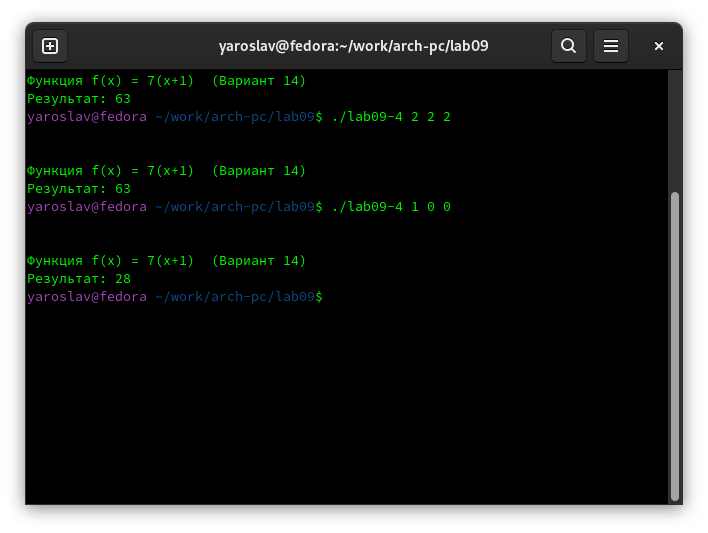 yaroslav@fedora:~/work/arch-pc/lab09
Функция f(x) = 7(x+1)  (Вариант 14)
Результат: 63
yaroslav@fedora ~/work/arch-pc/lab09$ ./lab09-4 2 2 2
Функция f(x) = 7(x+1)  (Вариант 14)
Результат: 63
yaroslav@fedora ~/work/arch-pc/lab09$ ./lab09-4 1 0 0
Функция f(x) = 7(x+1)  (Вариант 14)
Результат: 28
yaroslav@fedora ~/work/arch-pc/lab09$